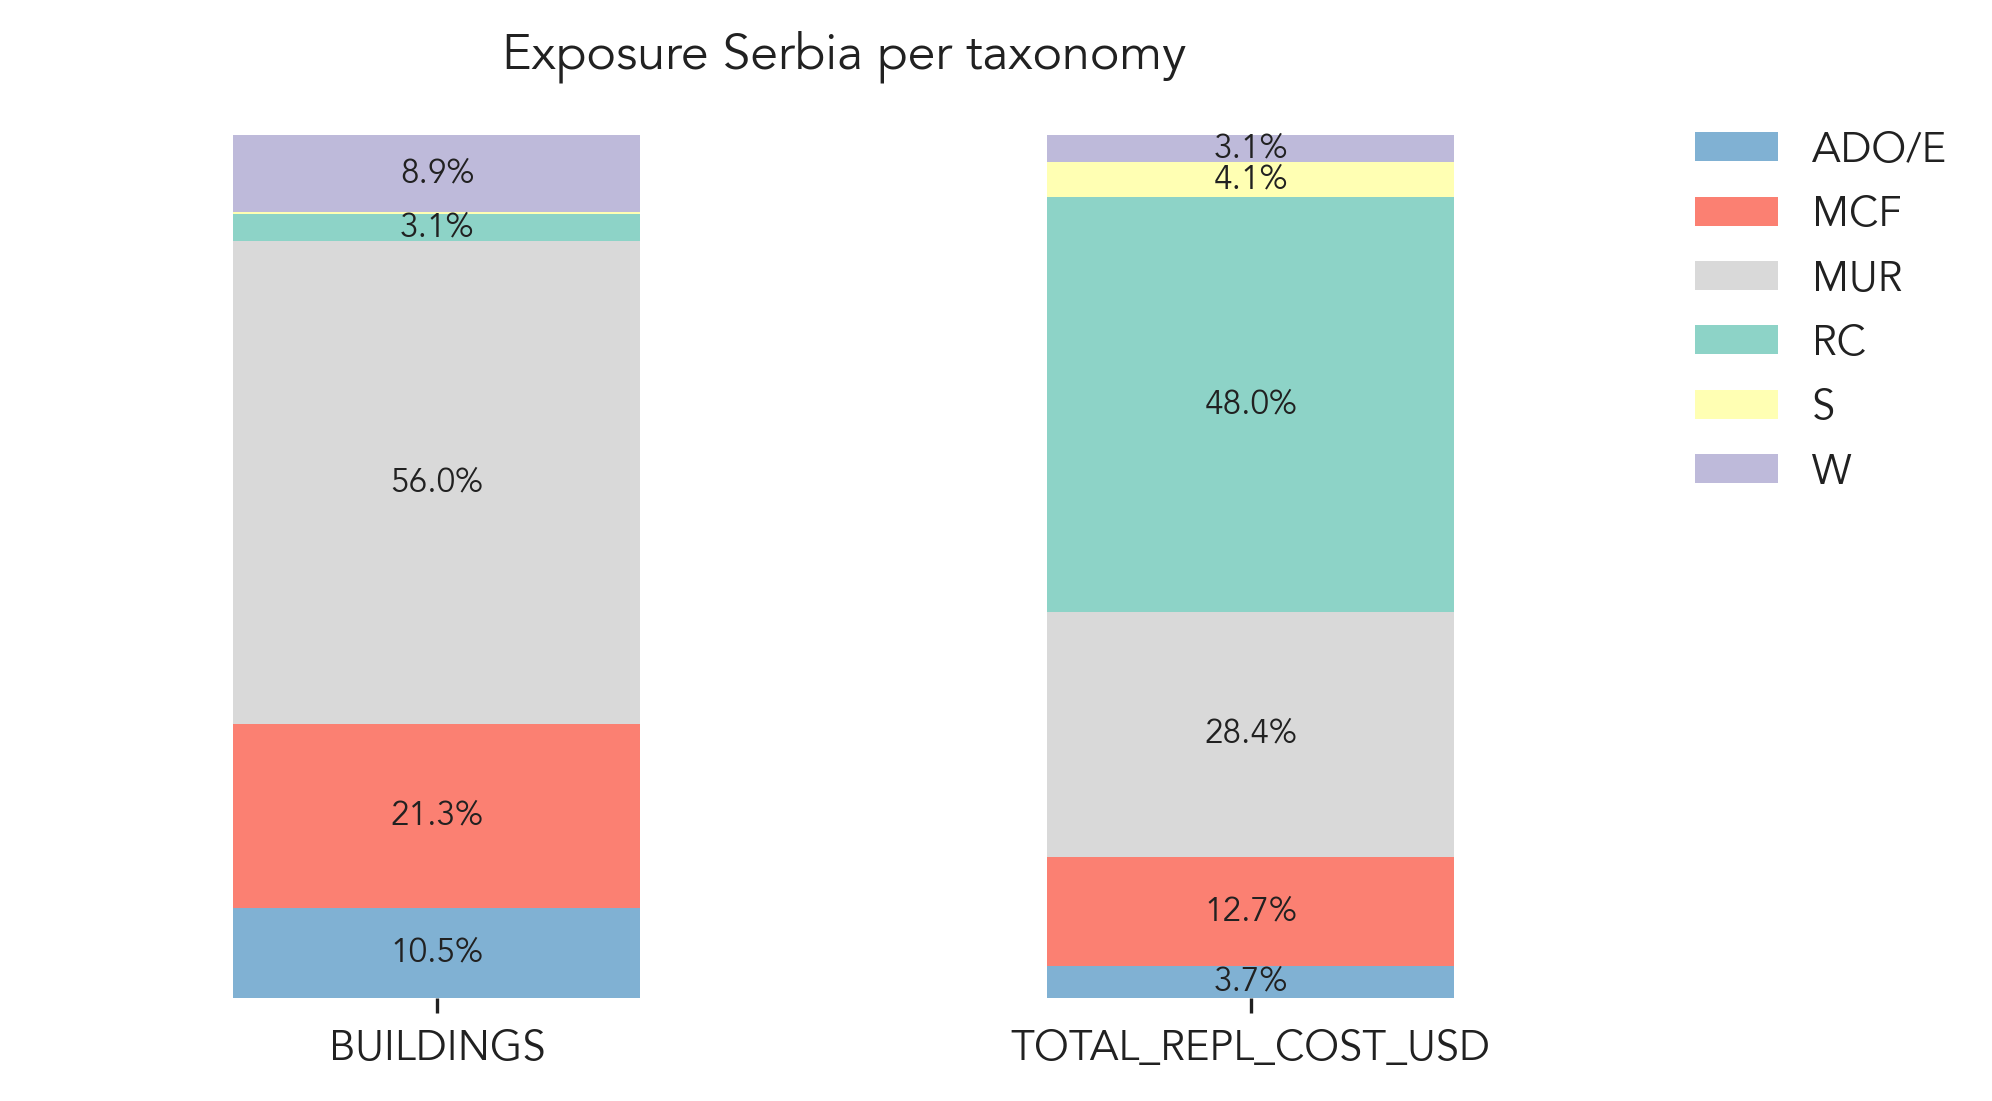 Exposure Serbia per taxonomy
8.9%
3.1%
56.0%
21.3%
10.5%
BUILDINGS
3.1%
4.1%
48.0%
28.4%
12.7%
3.7%
TOTAL_REPL_COST_USD
ADO/E
MCF
MUR
RC
S
W